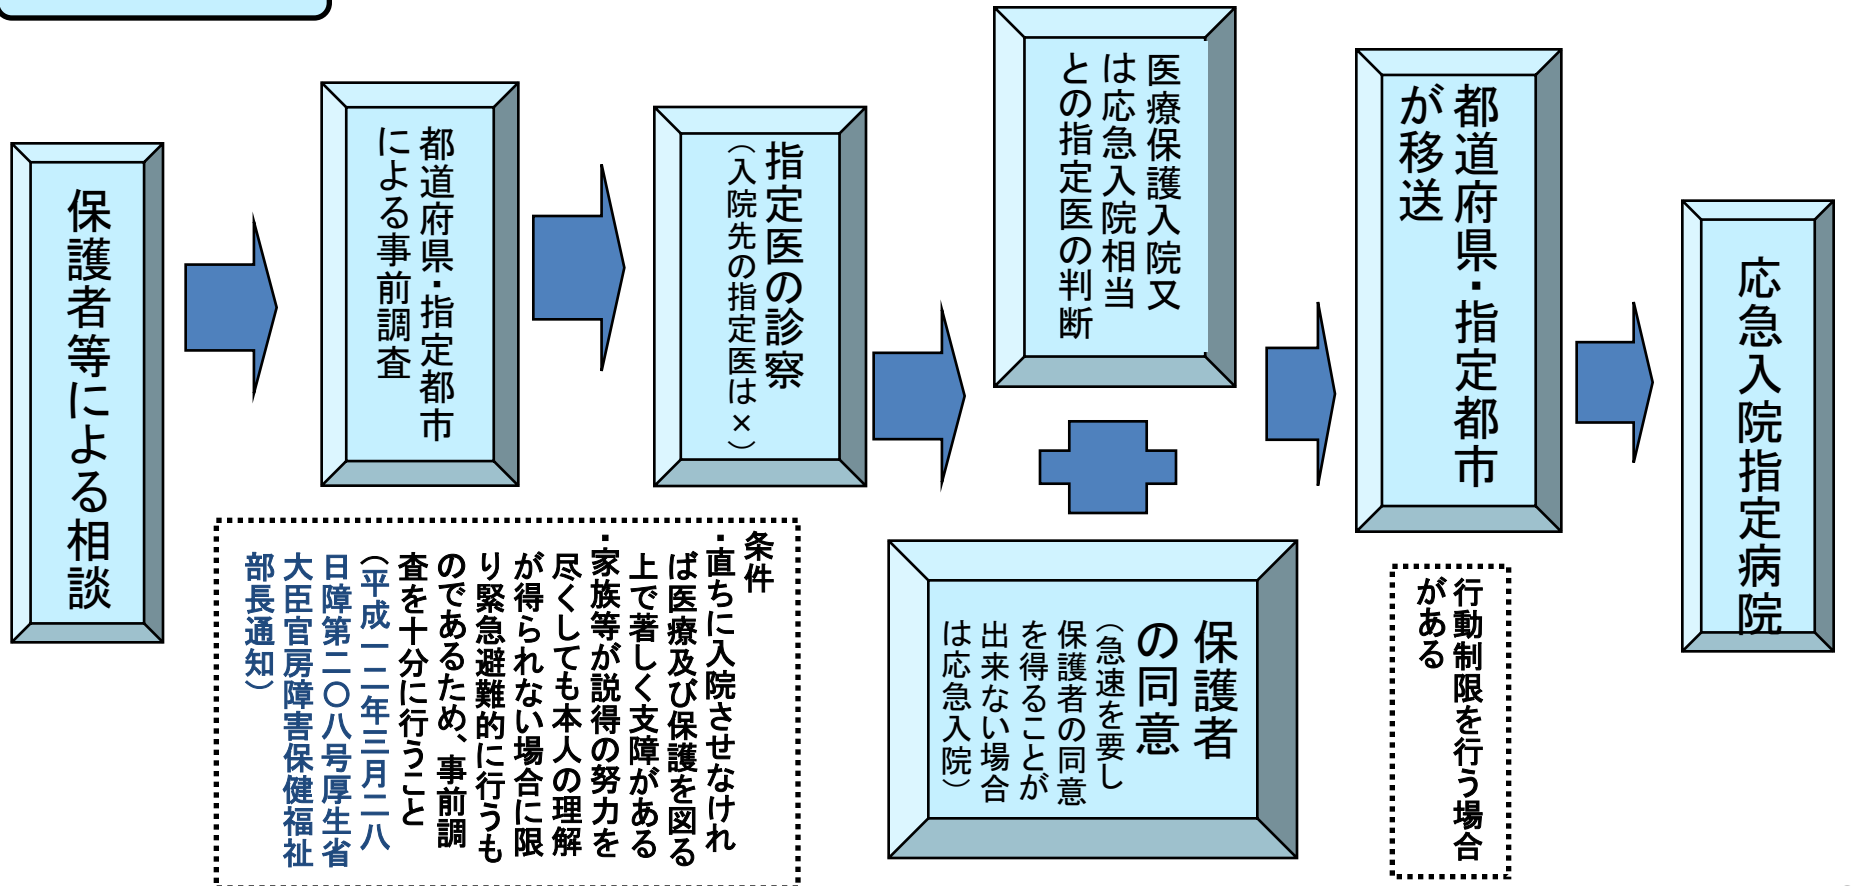 保護者等による相談
都道府県・指定都市
による事前調査
指定医の診察
（入院先の指定医は×）
医療保護入院又
は応急入院相当
との指定医の判断
保護者
の同意
（急速を要し
保護者の同意
を得ることが
出来ない場合
は応急入院）
都道府県・指定都市
が移送
応急入院指定病院
条件
・直ちに入院させなけれ
ば医療及び保護を図る
上で著しく支障がある
・家族等が説得の努力を
尽くしても本人の理解
が得られない場合に限
り緊急避難的に行うも
のであるため、事前調
査を十分に行うこと
（平成一二年三月二八
日障第二〇八号厚生省
大臣官房障害保健福祉
部長通知）
行動制限を行う場合
がある